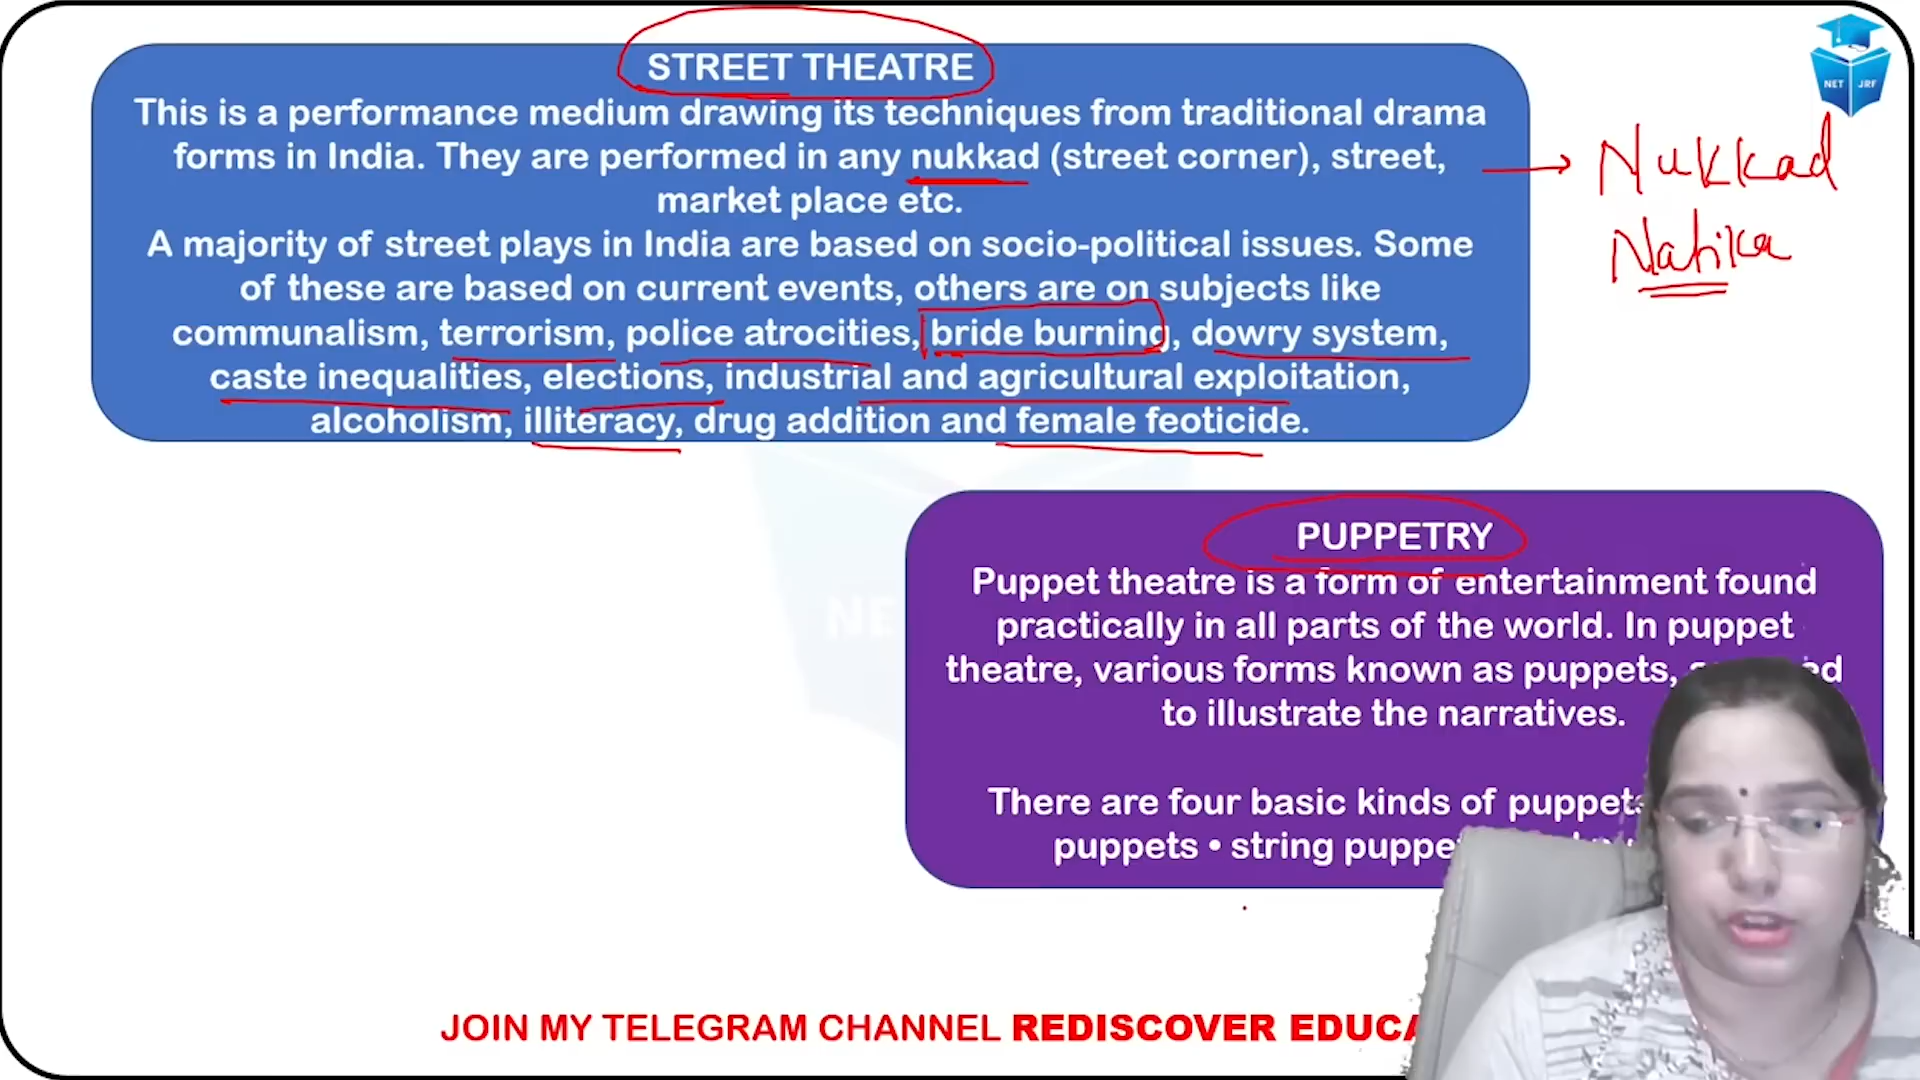 STREET THEATRE
This is a performance medium drawing its techniques from traditional drama
forms in India. They are performed in any nukkad (street corner), street,
market place etc.
A majority of street plays in India are based on socio-political issues. Some
of these are based on current events, others are on subjects like
communalism, terrorism, police atrocities, bride burning, dowry system,
caste inequalities, elections, industrial and agricultural exploitation,
alcoholism, illiteracy, drug addition and female feoticide.
NET JRF
Nukkad
Natika
PUPPETRY
Puppet theatre is a form of entertainment found
practically in all parts of the world. In puppet
theatre, various forms known as puppets,
to illustrate the narratives.
There are four basic kinds of puppets
puppets • string
JOIN MY TELEGRAM CHANNEL REDISCOVER